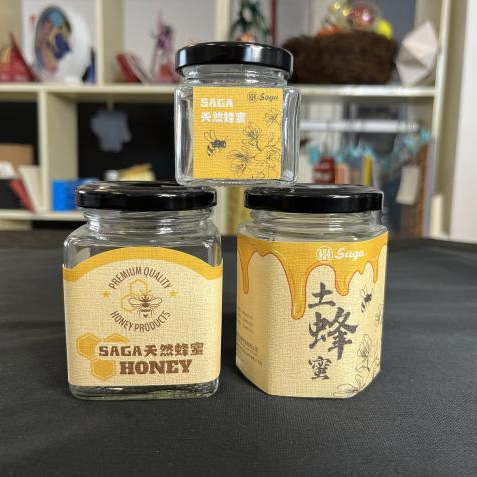 Saga
SAGA
天然蜂蜜
PREMIUM QUALITY
HONEY PRODUCTS
SAGA天然蜂蜜
HONEY
Saga
土
蜂
蜜